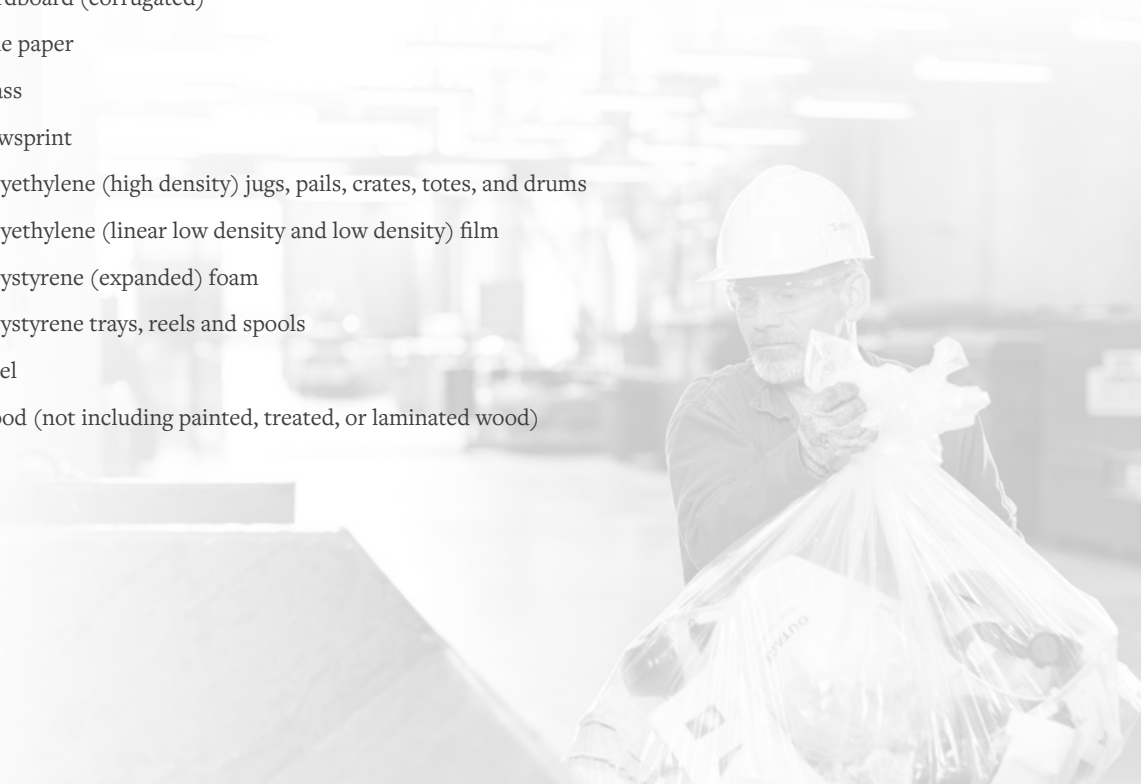 rdboard (corrugated)
e paper
ass
wsprint
yethylene (high density) jugs, pails, crates, totes, and drums
yethylene (linear low density and low density) film
ystyrene (expanded) foam
ystyrene trays, reels and spools
el
od (not including painted, treated, or laminated wood)